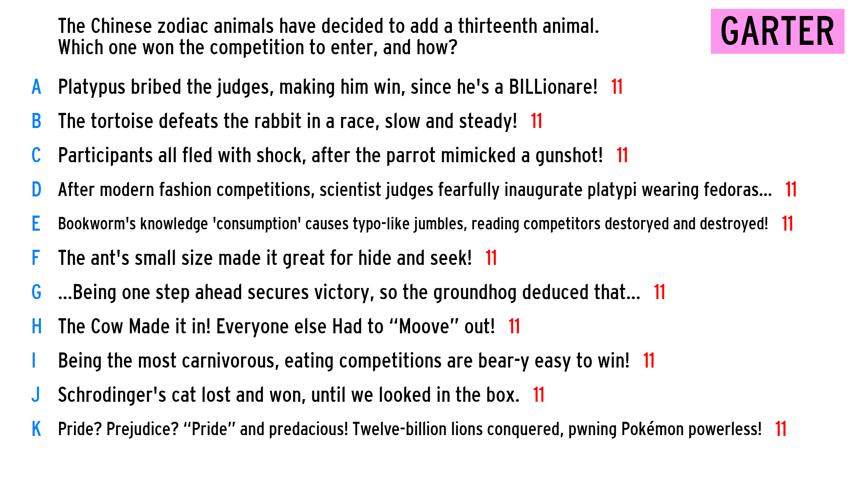 The Chinese zodiac animals have decided to add a thirteenth animal.
Which one won the competition to enter, and how?
GARTER
A Platypus bribed the judges, making him win, since he's a BILLionare! 11
B The tortoise defeats the rabbit in a race, slow and steady! 11
C Participants all fled with shock, after the parrot mimicked a gunshot! 11
D After modern fashion competitions, scientist judges fearfully inaugurate platypi wearing fedoras... 11
E Bookworm's knowledge 'consumption' causes typo-like jumbles, reading competitors destoryed and destroyed! 11
F The ant's small size made it great for hide and seek! 11
G ...Being one step ahead secures victory, so the groundhog deduced that... 11
H The Cow Made it in! Everyone else Had to “Moove” out! 11
I Being the most carnivorous, eating competitions are bear-y easy to win! 11
J Schrodinger's cat lost and won, until we looked in the box. 11
K Pride? Prejudice? “Pride” and predacious! Twelve-billion lions conquered, pwning Pokémon powerless! 11